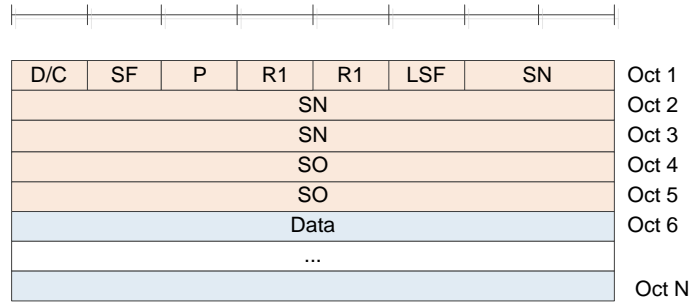 D/C SF P R1 R1 LSF SN Oct 1
SN Oct 2
SN Oct 3
SO Oct 4
SO Oct 5
Data Oct 6
...
Oct N